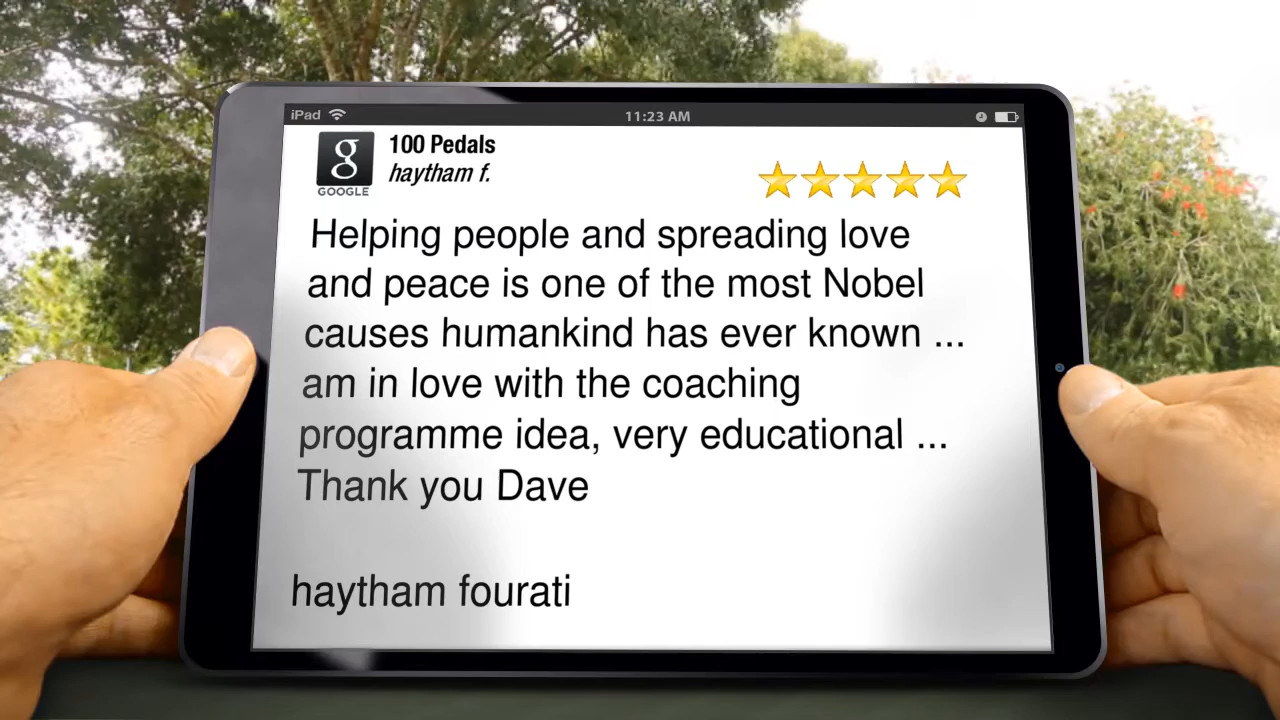 iPad 11:23 AM
g
GOOGLE
100 Pedals
haytham f.
Helping people and spreading love
and peace is one of the most Nobel
causes humankind has ever known ...
am in love with the coaching
programme idea, very educational ...
Thank you Dave
haytham fourati